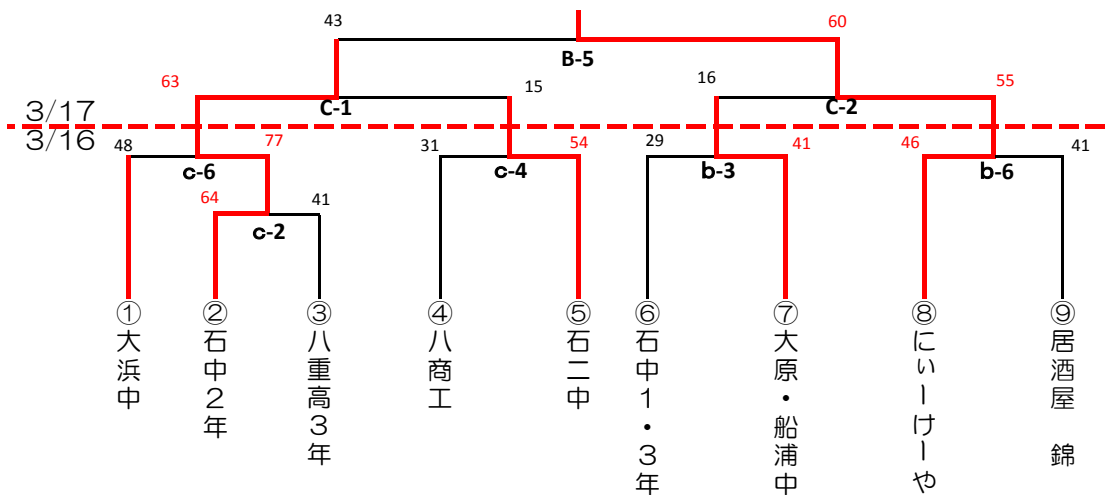 43
60
B-5
63
15
16
55
C-1
C-2
3/17
3/16
48
77
31
54
29
41
46
41
c-6
c-4
b-3
b-6
64
41
c-2
①大浜中
②石中2年
③八重高3年
④八商工
⑤石二中
⑥石中1・3年
⑦大原・船浦中
⑧にぃーけーや
⑨居酒屋 錦